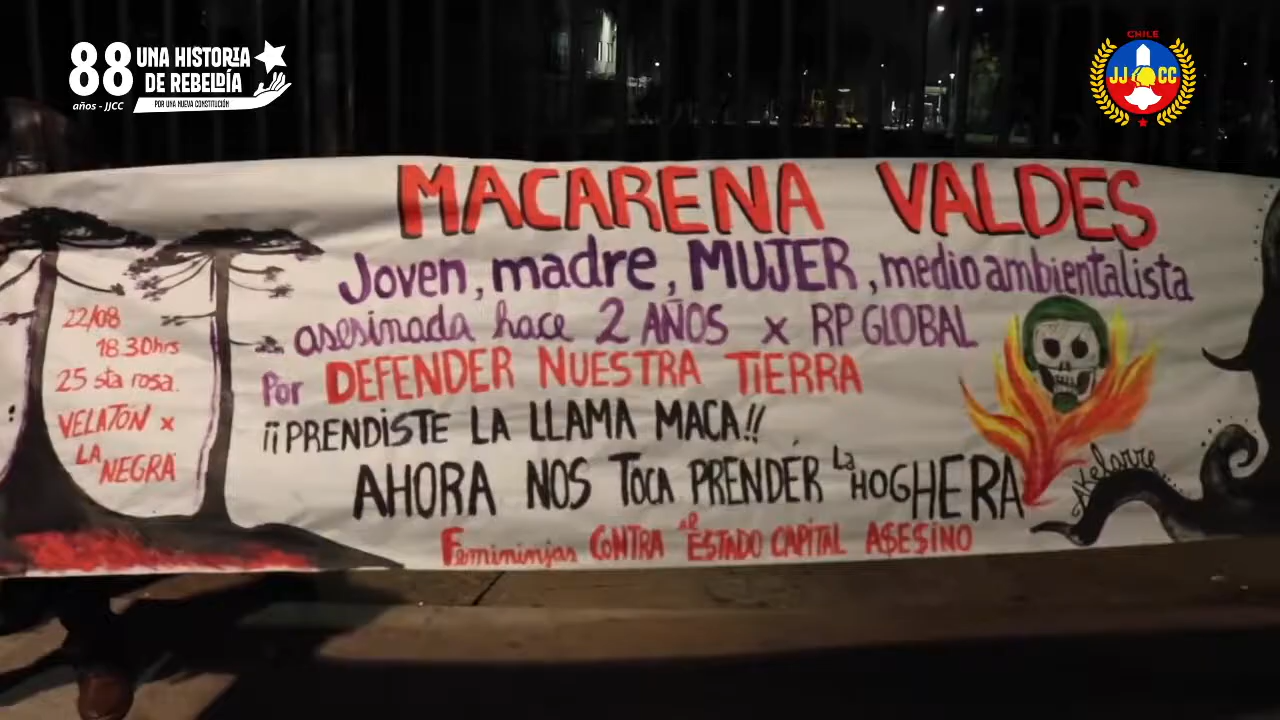 88 UNA HISTORIA
DE REBELDÍA
años - JJCC
POR UNA NUEVA CONSTITUCIÓN
CHILE
JJ CC
MACARENA VALDES
Joven, madre, MUJER, medio ambientalista
asesinada hace 2 AÑOS x RP GLOBAL
Por DEFENDER NUESTRA TIERRA
¡¡PRENDISTE LA LLAMA MACA!!
AHORA NOS TOCA PRENDER La HOGHERA
Femininjas CONTRA el ESTADO CAPITAL ASESINO
22/08
18.30hrs
25 sta rosa.
VELATON x
LA NEGRA
Akelarre